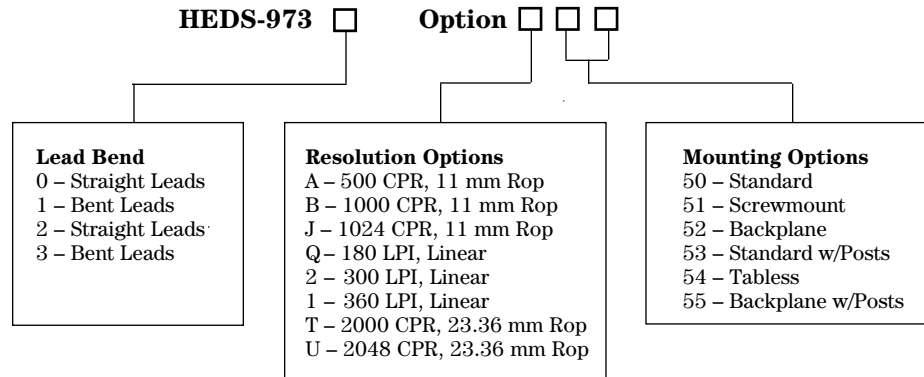 HEDS-973 Option
Lead Bend
0 – Straight Leads
1 – Bent Leads
2 – Straight Leads
3 – Bent Leads
Resolution Options
A – 500 CPR, 11 mm Rop
B – 1000 CPR, 11 mm Rop
J – 1024 CPR, 11 mm Rop
Q – 180 LPI, Linear
2 – 300 LPI, Linear
1 – 360 LPI, Linear
T – 2000 CPR, 23.36 mm Rop
U – 2048 CPR, 23.36 mm Rop
Mounting Options
50 – Standard
51 – Screwmount
52 – Backplane
53 – Standard w/Posts
54 – Tabless
55 – Backplane w/Posts